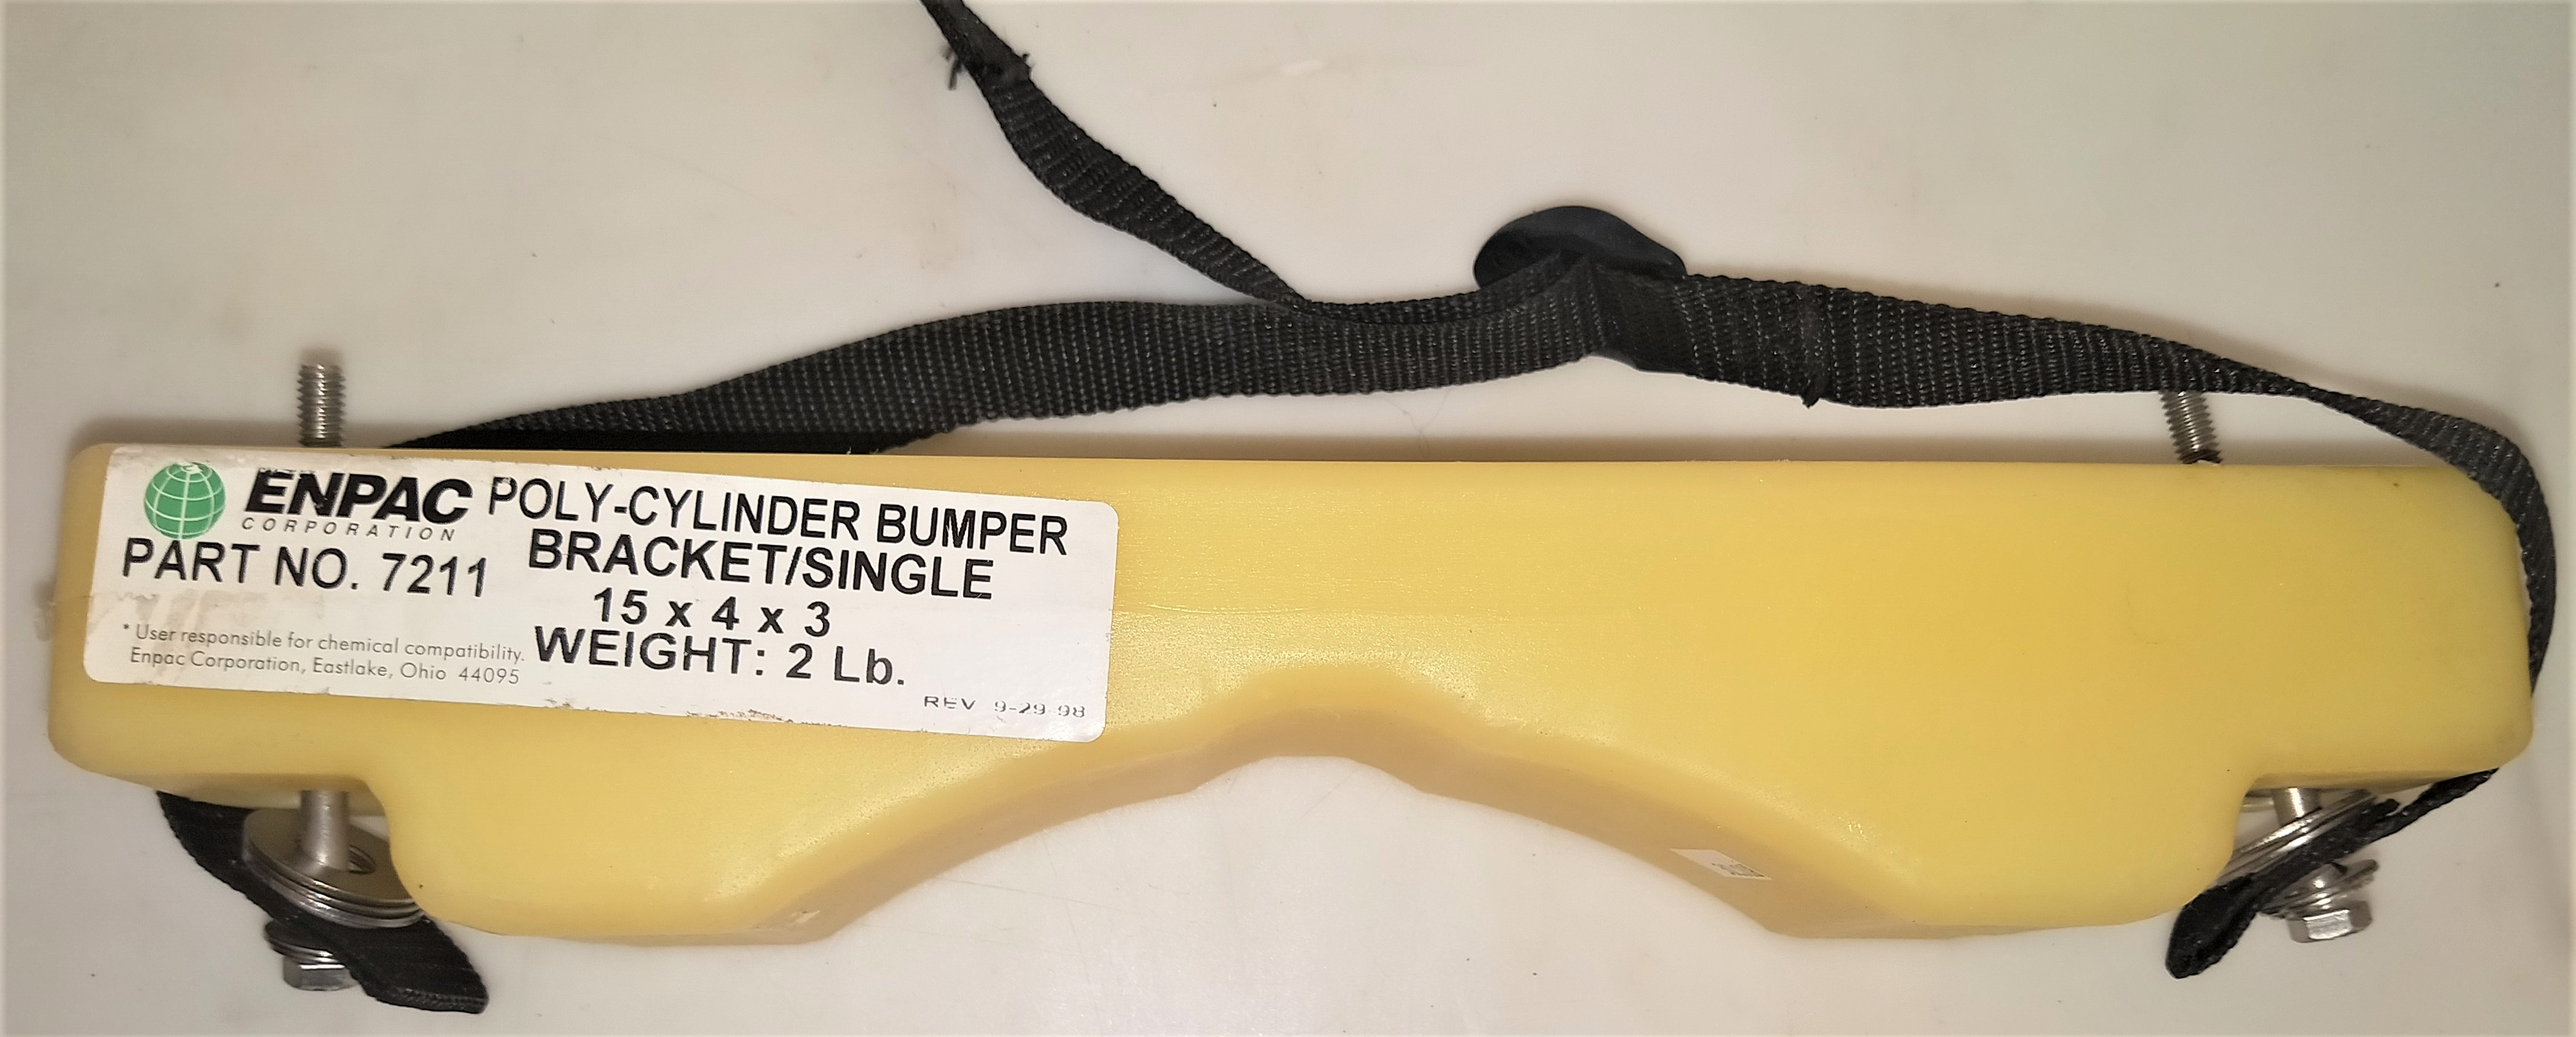 ENPAC
CORPORATION
POLY-CYLINDER BUMPER
BRACKET/SINGLE
PART NO. 7211
15 x 4 x 3
WEIGHT: 2 Lb.
* User responsible for chemical compatibility.
Enpac Corporation, Eastlake, Ohio 44095
REV 9-29-98